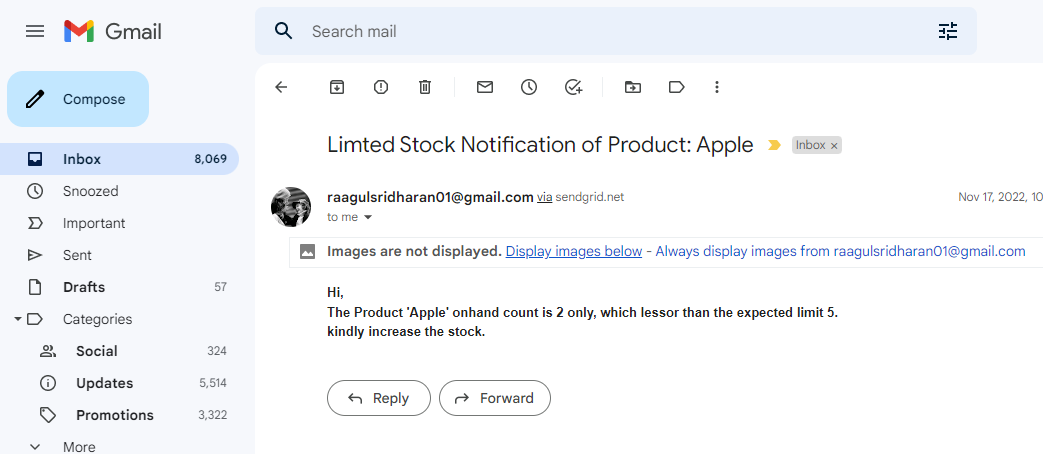 Gmail
Search mail
Compose
Inbox 8,069
Snoozed
Important
Sent
Drafts 57
Categories
Social 324
Updates 5,514
Promotions 3,322
More
Limted Stock Notification of Product: Apple Inbox ×
raagulsridharan01@gmail.com via sendgrid.net Nov 17, 2022, 10
to me
Images are not displayed. Display images below - Always display images from raagulsridharan01@gmail.com
Hi,
The Product 'Apple' onhand count is 2 only, which lessor than the expected limit 5.
kindly increase the stock.
Reply Forward